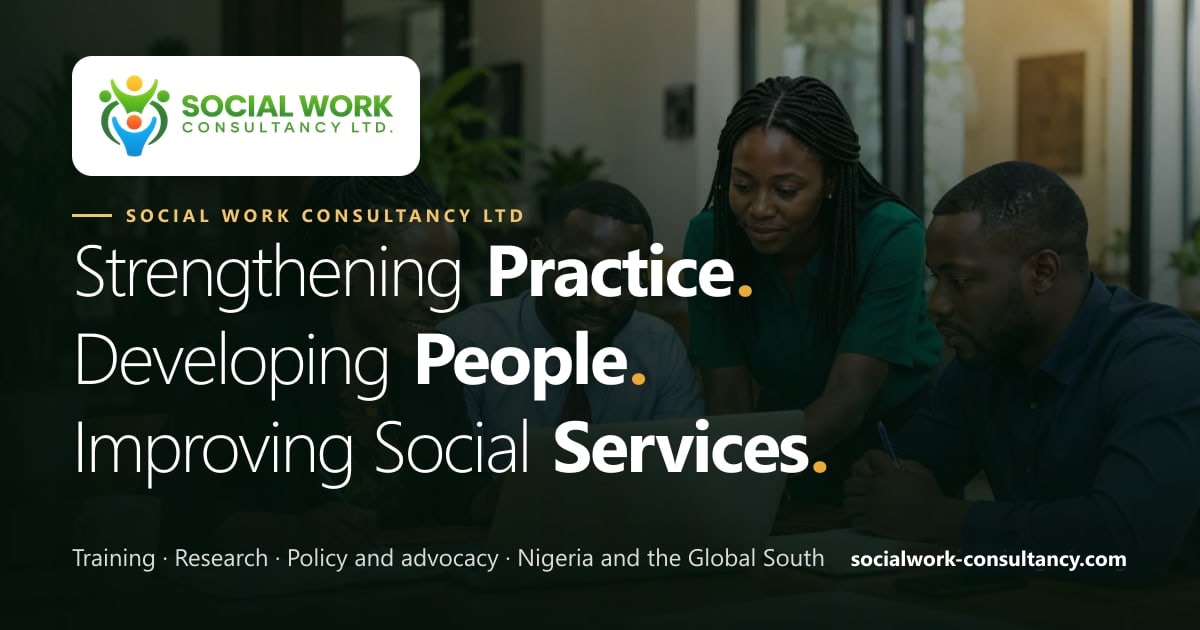 SOCIAL WORK
CONSULTANCY LTD.
SOCIAL WORK CONSULTANCY LTD
Strengthening Practice.
Developing People.
Improving Social Services.
Training · Research · Policy and advocacy · Nigeria and the Global South socialwork-consultancy.com